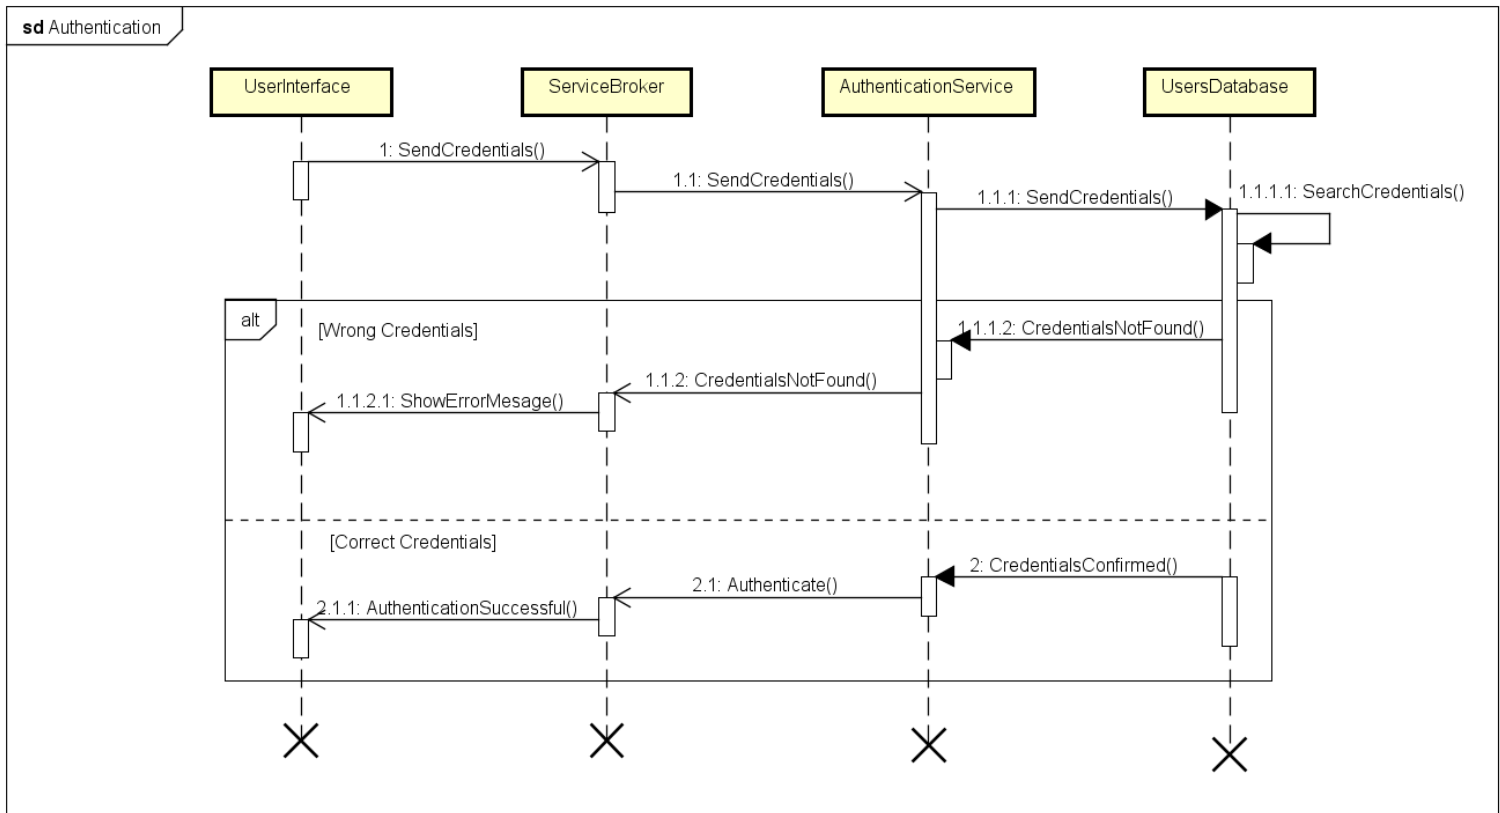 sd Authentication
UserInterface
ServiceBroker
AuthenticationService
UsersDatabase
1: SendCredentials()
1.1: SendCredentials()
1.1.1: SendCredentials()
1.1.1.1: SearchCredentials()
alt
[Wrong Credentials]
1.1.1.2: CredentialsNotFound()
1.1.2: CredentialsNotFound()
1.1.2.1: ShowErrorMesage()
[Correct Credentials]
2: CredentialsConfirmed()
2.1: Authenticate()
2.1.1: AuthenticationSuccessful()